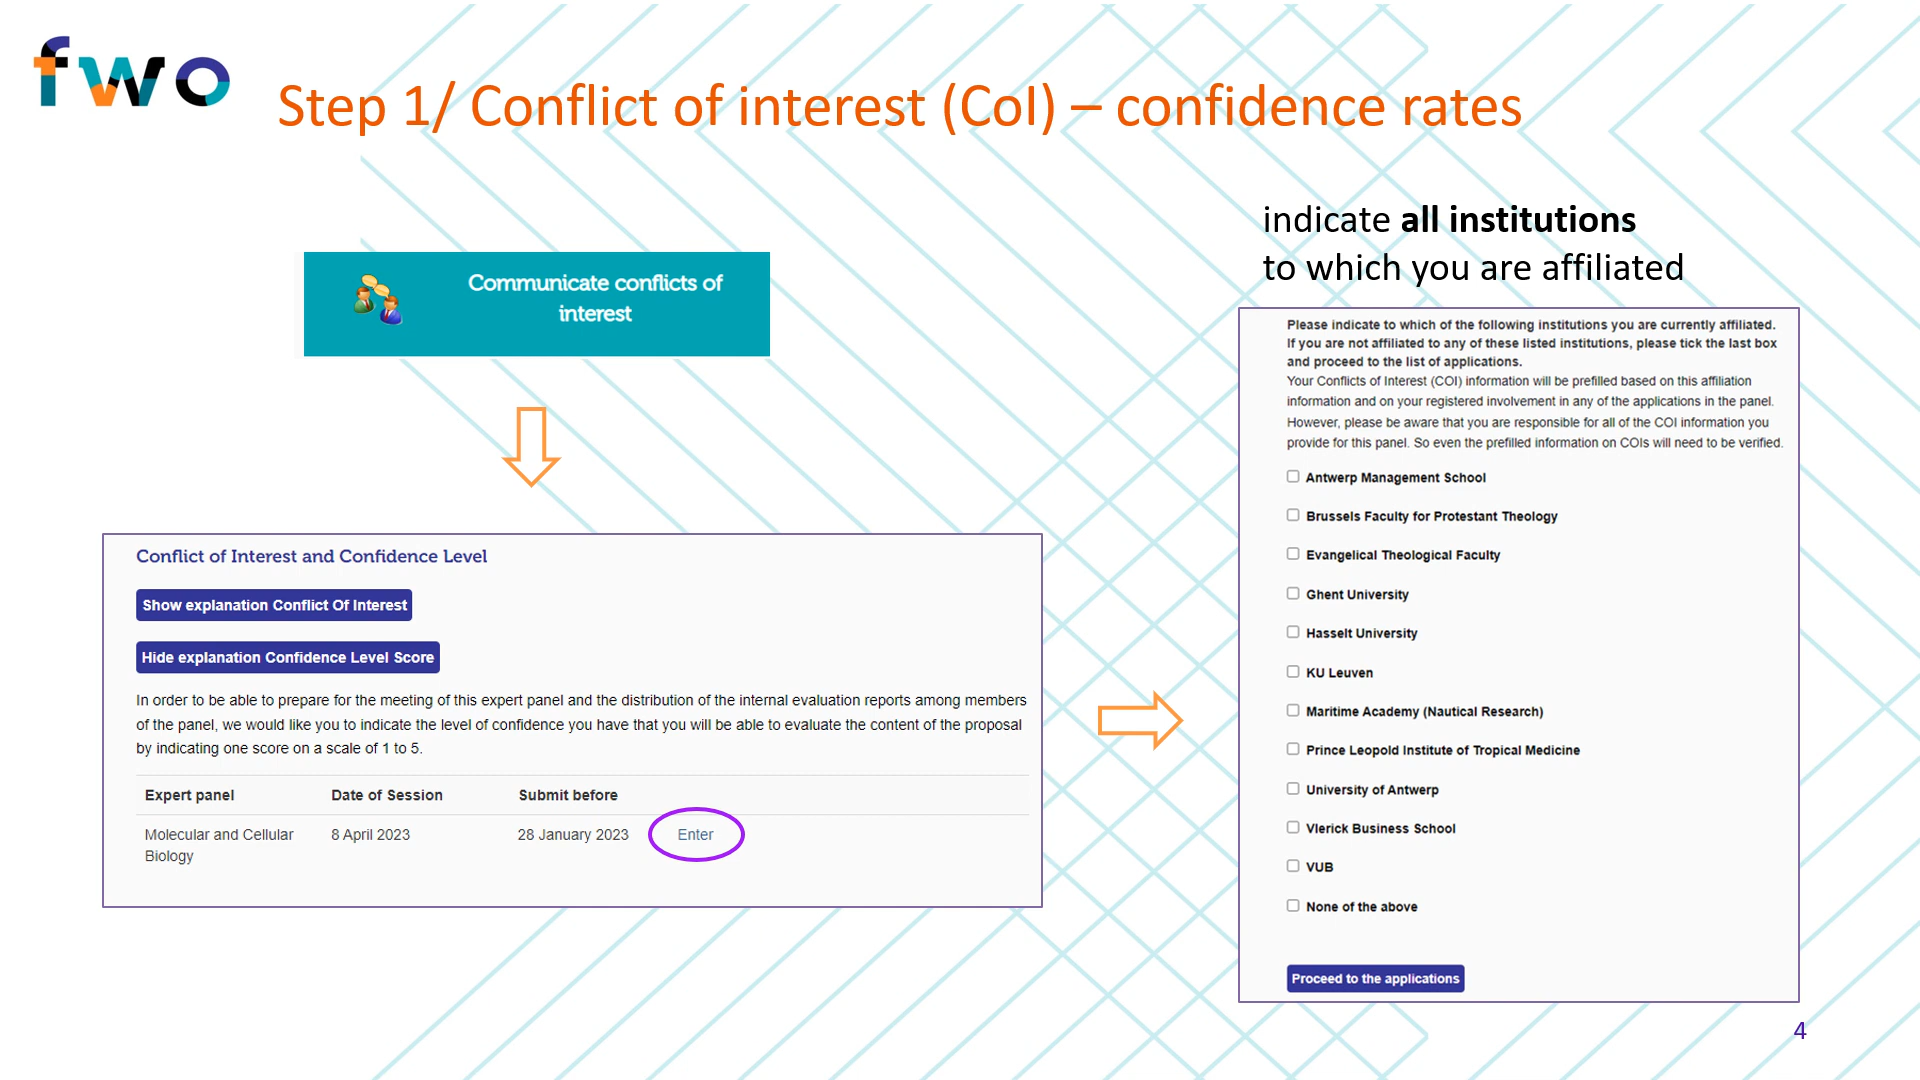 fwo
Step 1/ Conflict of interest (CoI) – confidence rates
indicate all institutions
to which you are affiliated
Communicate conflicts of
interest
Conflict of Interest and Confidence Level
Show explanation Conflict Of Interest
Hide explanation Confidence Level Score
In order to be able to prepare for the meeting of this expert panel and the distribution of the internal evaluation reports among members
of the panel, we would like you to indicate the level of confidence you have that you will be able to evaluate the content of the proposal
by indicating one score on a scale of 1 to 5.
Expert panel Date of Session Submit before
Molecular and Cellular 8 April 2023 28 January 2023 Enter
Biology
Please indicate to which of the following institutions you are currently affiliated.
If you are not affiliated to any of these listed institutions, please tick the last box
and proceed to the list of applications.
Your Conflicts of Interest (COI) information will be prefilled based on this affiliation
information and on your registered involvement in any of the applications in the panel.
However, please be aware that you are responsible for all of the COI information you
provide for this panel. So even the prefilled information on COIs will need to be verified.
Antwerp Management School
Brussels Faculty for Protestant Theology
Evangelical Theological Faculty
Ghent University
Hasselt University
KU Leuven
Maritime Academy (Nautical Research)
Prince Leopold Institute of Tropical Medicine
University of Antwerp
Vlerick Business School
VUB
None of the above
Proceed to the applications
4